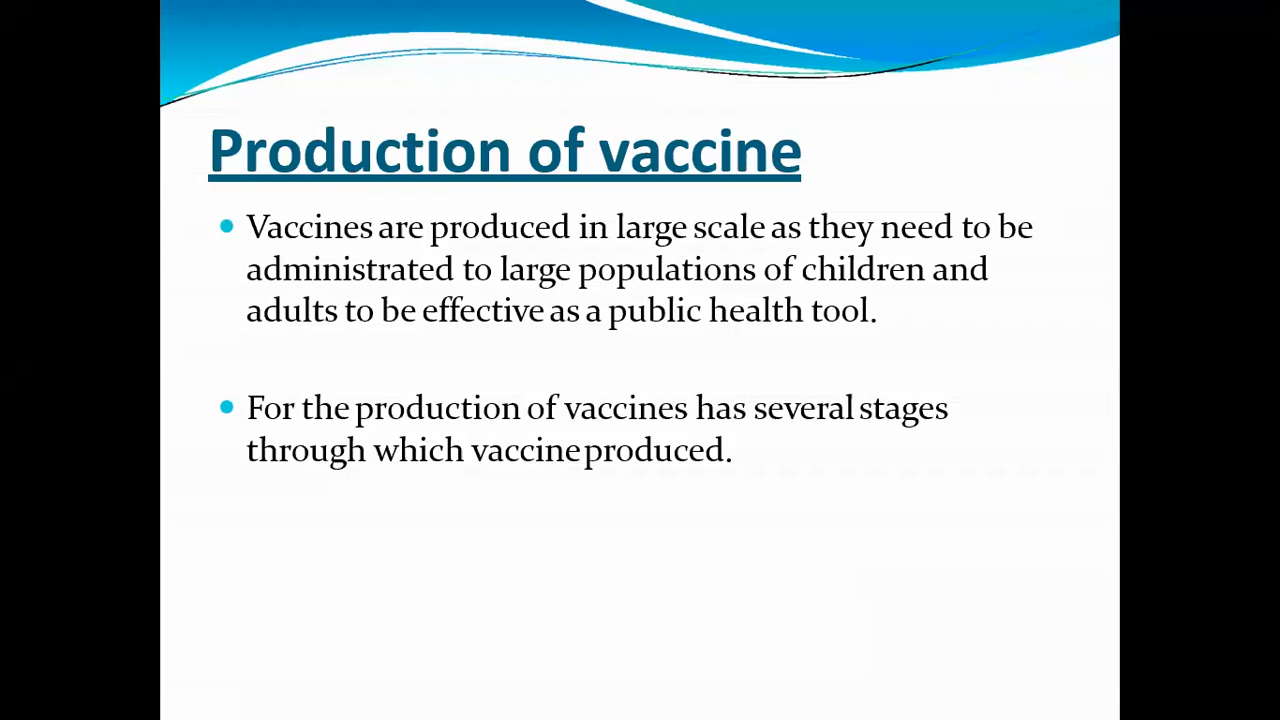 Production of vaccine
Vaccines are produced in large scale as they need to be
administrated to large populations of children and
adults to be effective as a public health tool.
For the production of vaccines has several stages
through which vaccine produced.